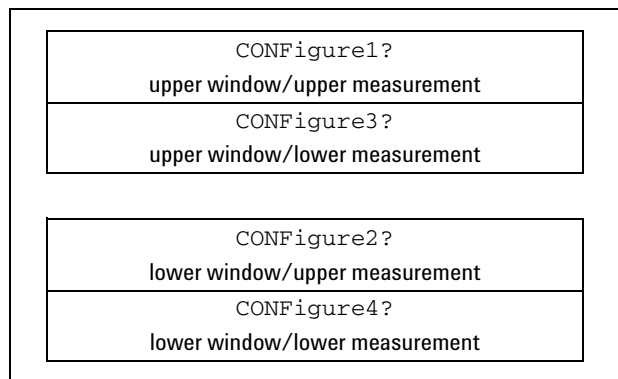 CONFigure1?
upper window/upper measurement
CONFigure3?
upper window/lower measurement
CONFigure2?
lower window/upper measurement
CONFigure4?
lower window/lower measurement